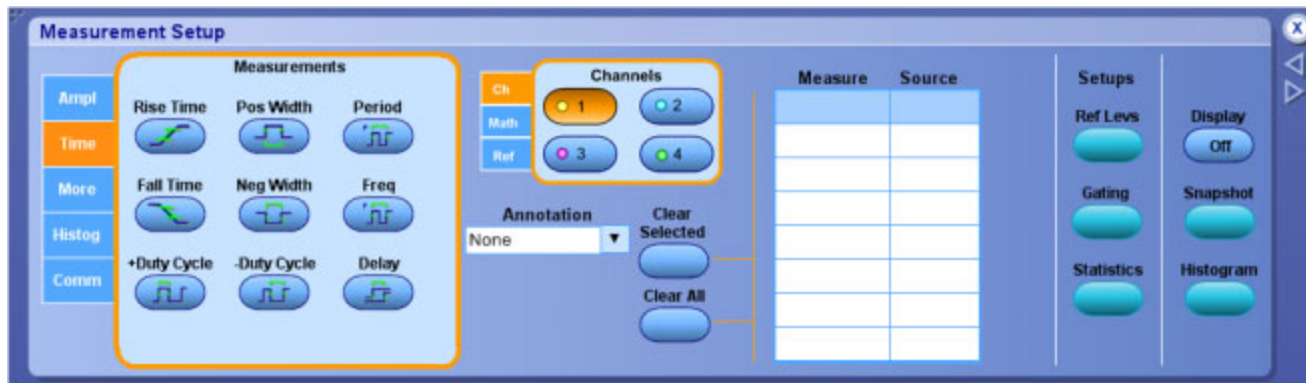 Measurement Setup
X
Ampl
Time
More
Histog
Comm
Measurements
Rise Time Pos Width Period
Fall Time Neg Width Freq
+Duty Cycle -Duty Cycle Delay
Ch
Math
Ref
Channels
1 2
3 4
Annotation
None
Clear
Selected
Clear All
Measure Source
Setups
Ref Levs
Gating
Statistics
Display
Off
Snapshot
Histogram